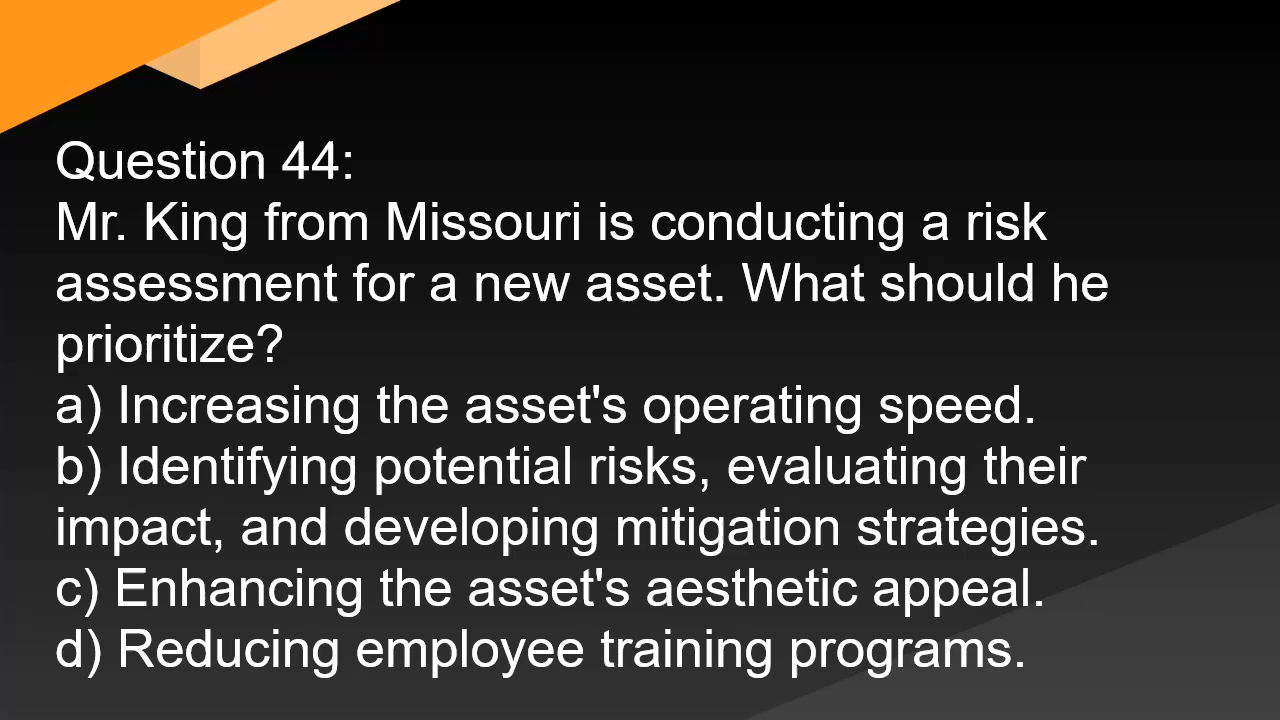 Question 44:
Mr. King from Missouri is conducting a risk
assessment for a new asset. What should he
prioritize?
a) Increasing the asset's operating speed.
b) Identifying potential risks, evaluating their
impact, and developing mitigation strategies.
c) Enhancing the asset's aesthetic appeal.
d) Reducing employee training programs.